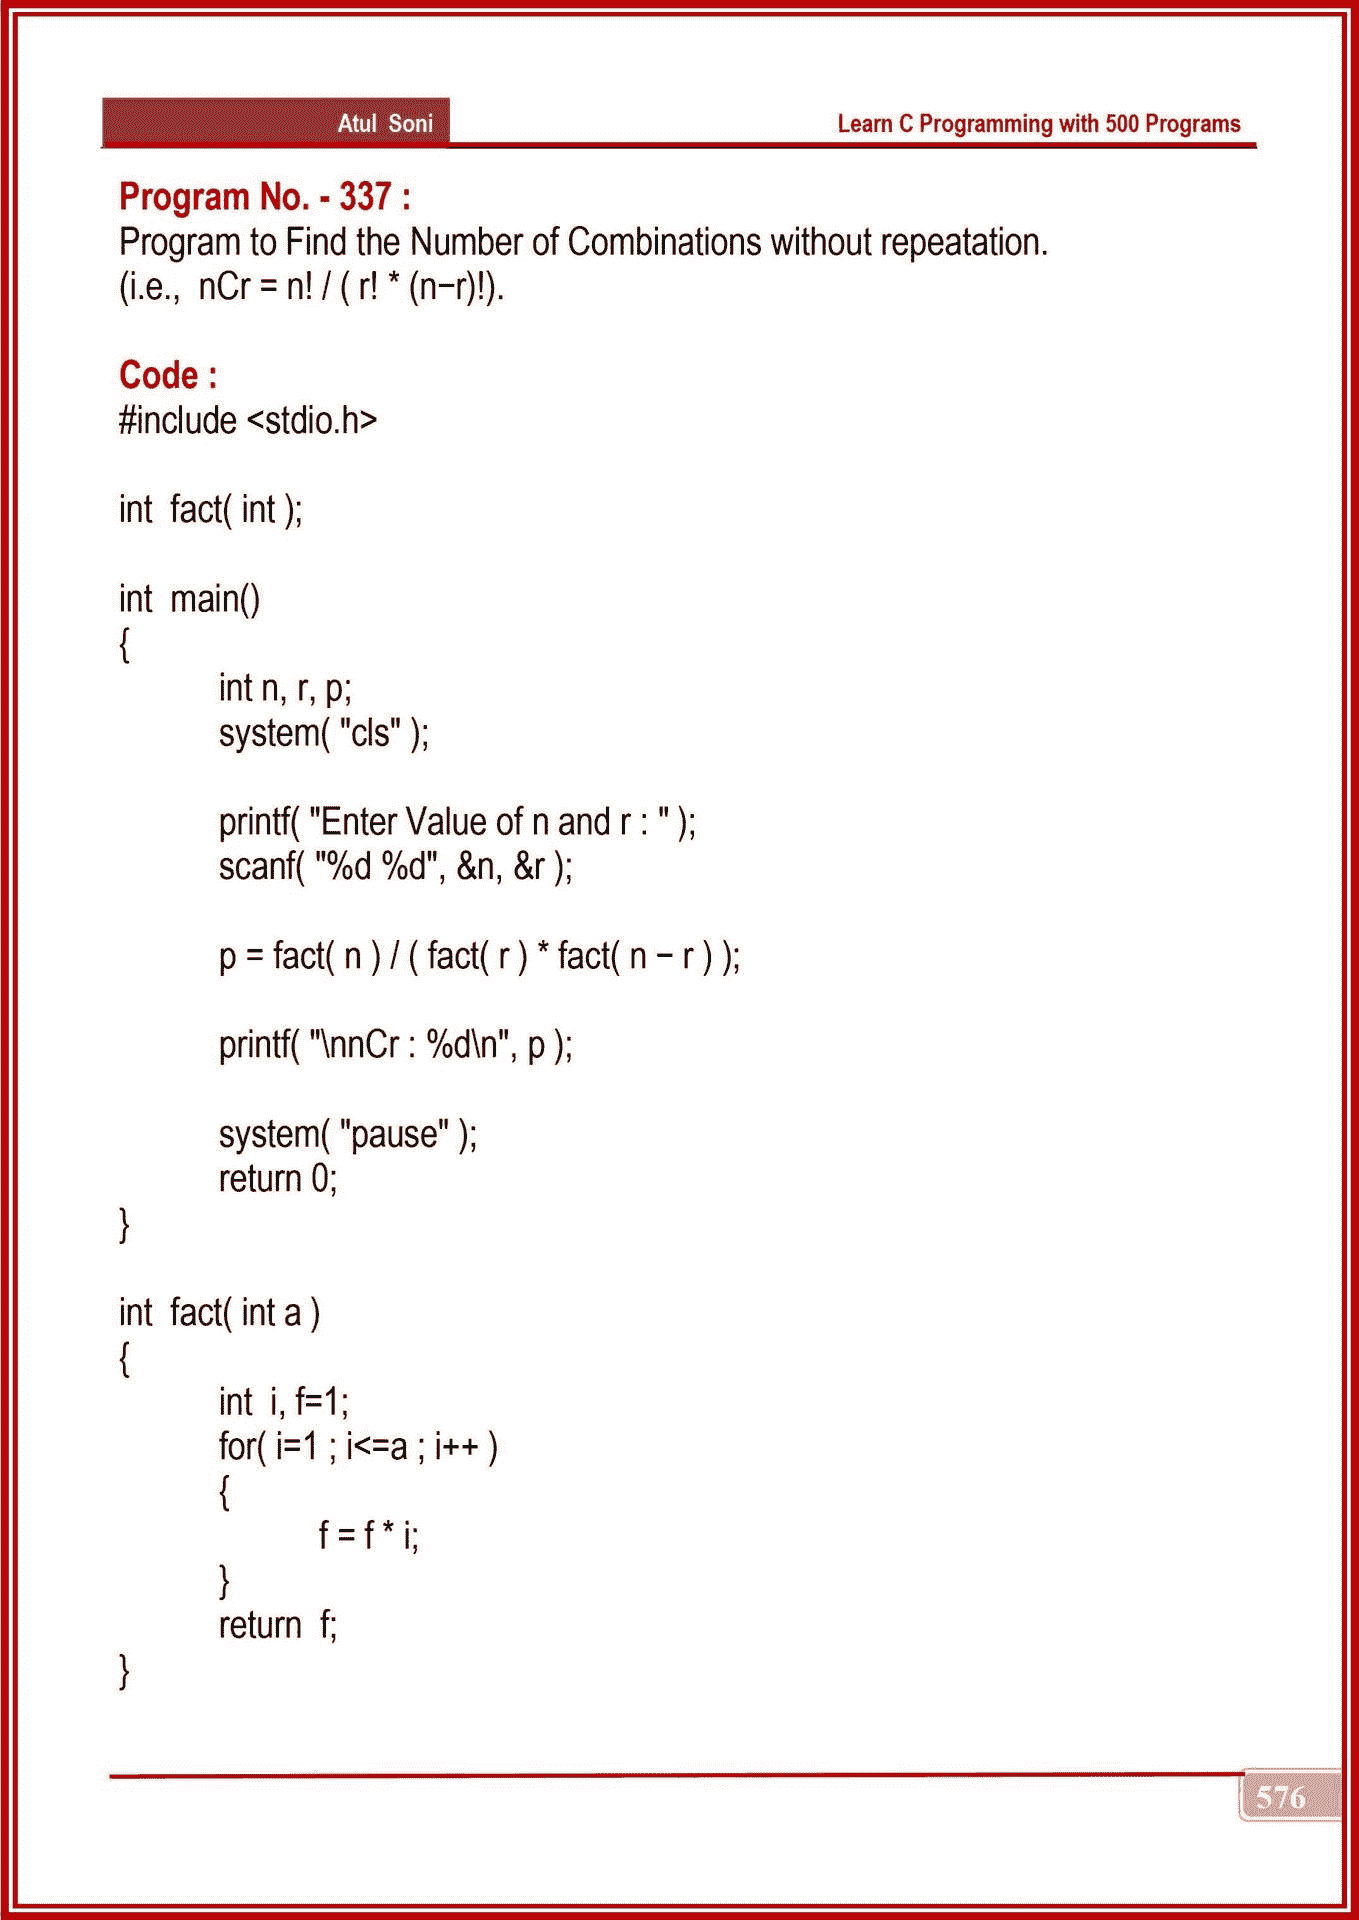 Atul  Soni
Learn C Programming with 500 Programs
Program No. - 337 :
Program to Find the Number of Combinations without repeatation.
(i.e.,  nCr = n! / ( r! * (n−r)!).
Code :
#include <stdio.h>
int  fact( int );
int  main()
{
int n, r, p;
system( "cls" );
printf( "Enter Value of n and r : " );
scanf( "%d %d", &n, &r );
p = fact( n ) / ( fact( r ) * fact( n − r ) );
printf( "\nnCr : %d\n", p );
system( "pause" );
return 0;
}
int  fact( int a )
{
int  i, f=1;
for( i=1 ; i<=a ; i++ )
{
f = f * i;
}
return  f;
}
576